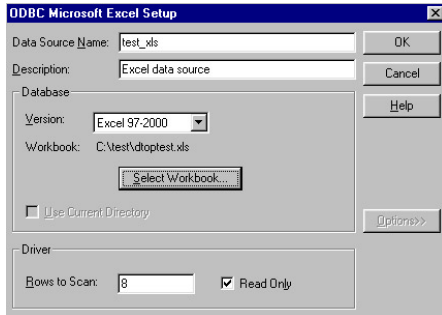 ODBC Microsoft Excel Setup
Data Source Name: test_xls
OK
Description: Excel data source
Cancel
Database
Help
Version: Excel 97-2000
Workbook: C:\test\dtoptest.xls
Select Workbook...
Use Current Directory
Options>>
Driver
Rows to Scan: 8
Read Only